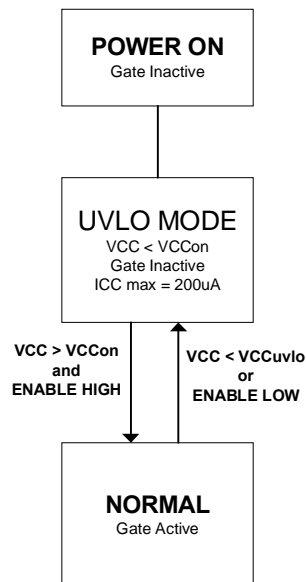 POWER ON
Gate Inactive
UVLO MODE
VCC < VCCon
Gate Inactive
ICC max = 200uA
VCC > VCCon
and
ENABLE HIGH
VCC < VCCuvlo
or
ENABLE LOW
NORMAL
Gate Active